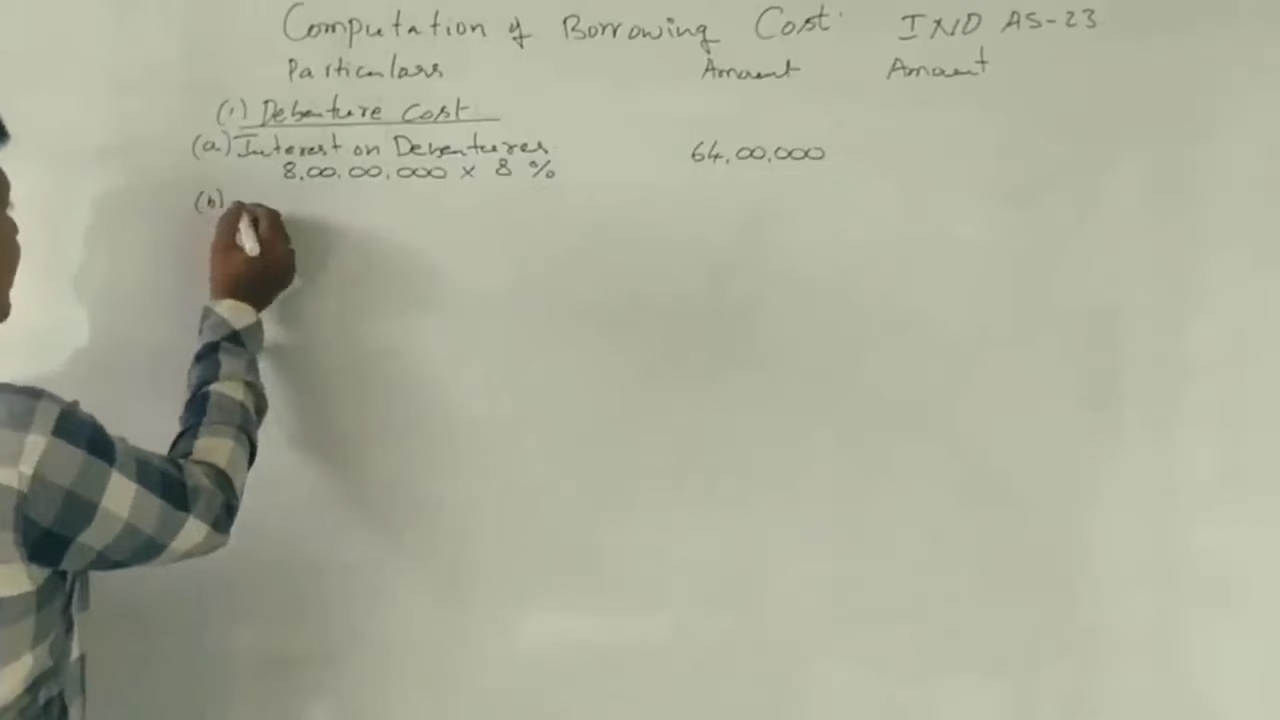 Computation of Borrowing Cost IND AS-23
Particulars Amount Amount
(i) Debenture Cost
(a) Interest on Debentures 64,00,000
8,00,00,000 x 8 %
(b)